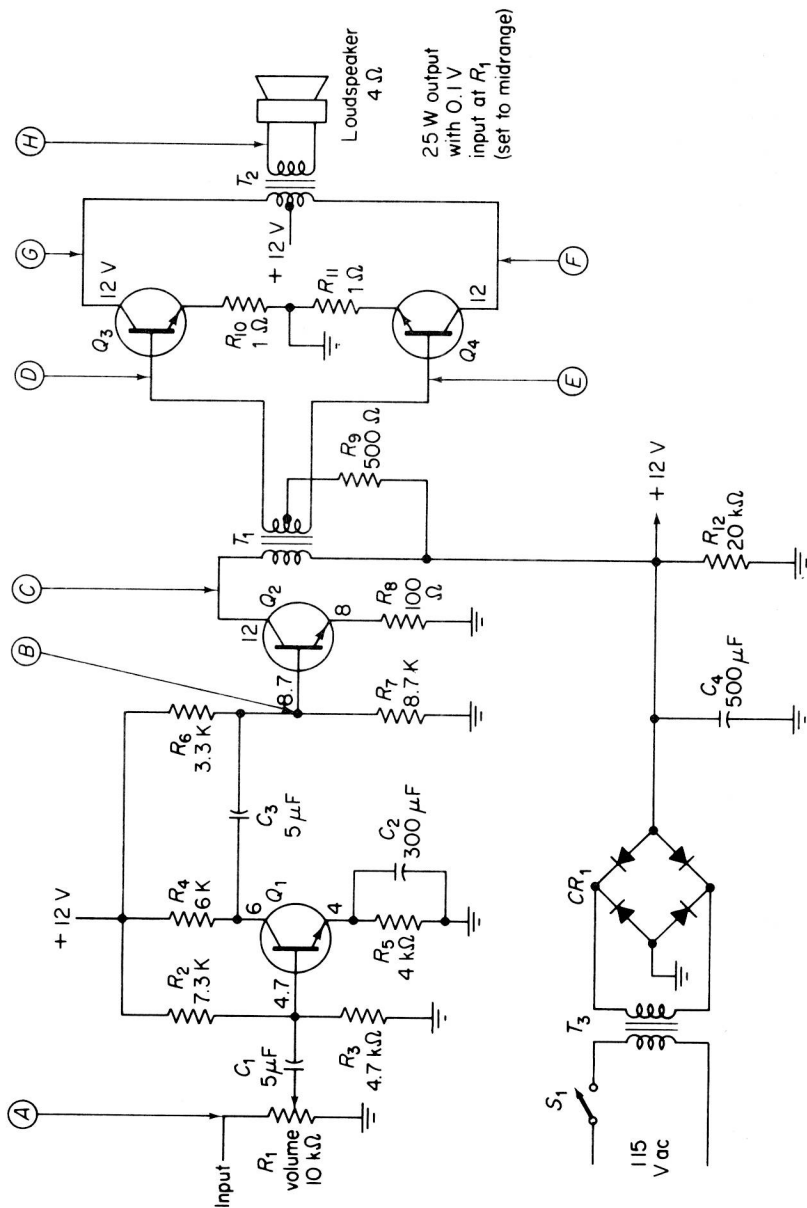 A
Input
R1
volume
10 kΩ
C1
5μF
+ 12 V
R2
7.3 K
4.7
R3
4.7 kΩ
R4
6 K
6
Q1
4
R5
4 kΩ
C2
300 μF
C3
5 μF
R6
3.3 K
8.7
R7
8.7 K
B
C
12
Q2
8
R8
100
Ω
T1
R9
500 Ω
D
E
Q3
12 V
G
R10
1 Ω
+ 12 V
R11
1 Ω
Q4
12
F
T2
H
Loudspeaker
4 Ω
25 W output
with 0.1 V
input at R1
(set to midrange)
S1
115
V ac
T3
CR1
C4
500 μF
+ 12 V
R12
20 kΩ